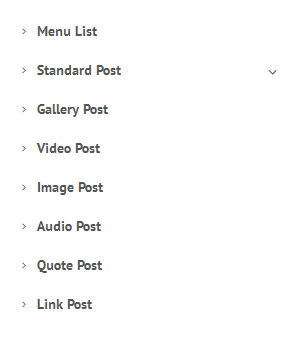 Menu List
Standard Post
Gallery Post
Video Post
Image Post
Audio Post
Quote Post
Link Post